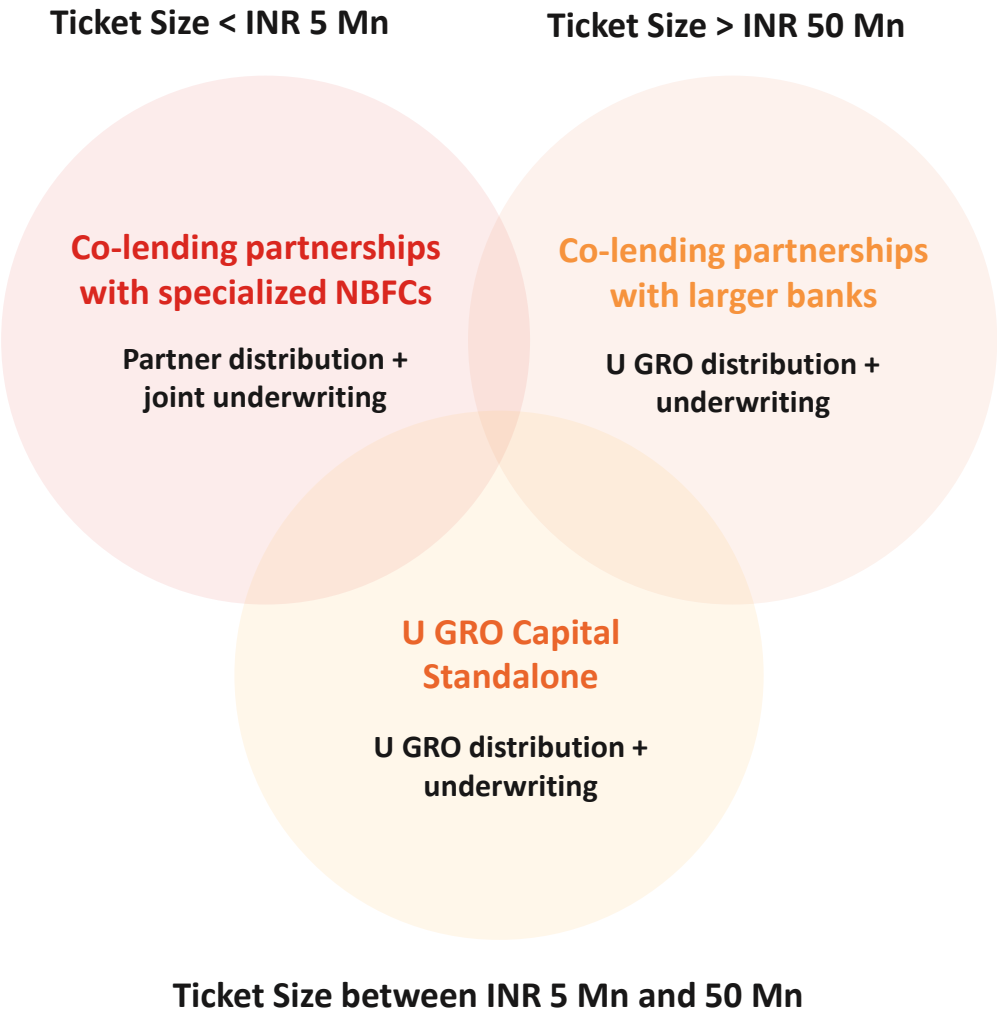 Ticket Size < INR 5 Mn
Ticket Size > INR 50 Mn
Co-lending partnerships
with specialized NBFCs
Partner distribution +
joint underwriting
Co-lending partnerships
with larger banks
U GRO distribution +
underwriting
U GRO Capital
Standalone
U GRO distribution +
underwriting
Ticket Size between INR 5 Mn and 50 Mn